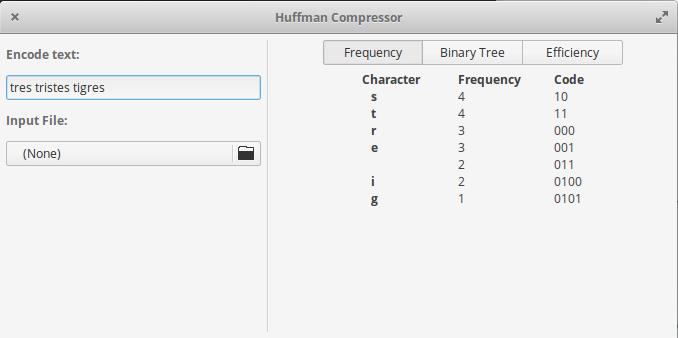 Huffman Compressor
Encode text:
tres tristes tigres
Input File:
(None)
Frequency Binary Tree Efficiency
Character Frequency Code
s 4 10
t 4 11
r 3 000
e 3 001
2 011
i 2 0100
g 1 0101